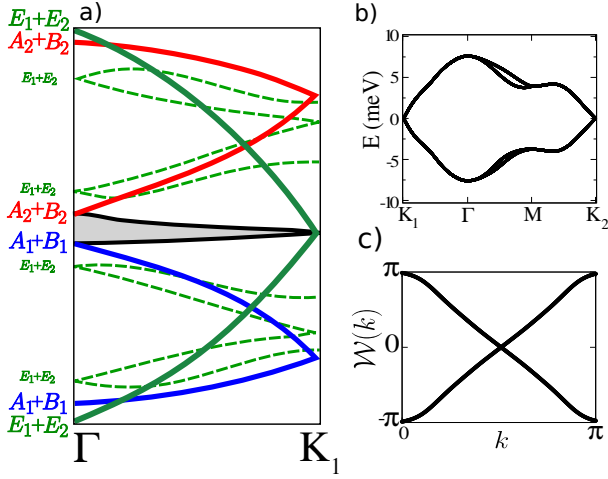 a)
E₁+E₂
A₂+B₂
E₁+E₂
E₁+E₂
A₂+B₂
A₁+B₁
E₁+E₂
E₁+E₂
A₁+B₁
E₁+E₂
Γ K₁
b)
E (meV)
10
5
0
-5
-10
K₁ Γ M K₂
c)
𝒲(k)
π
0
-π
0 k π